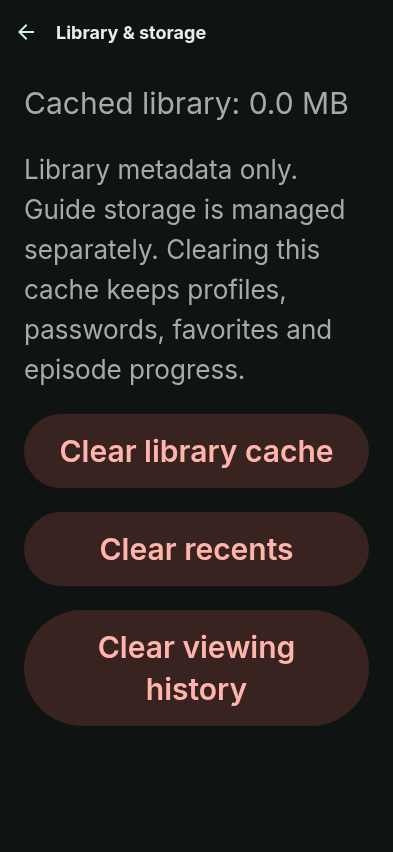 Library & storage
Cached library: 0.0 MB
Library metadata only.
Guide storage is managed
separately. Clearing this
cache keeps profiles,
passwords, favorites and
episode progress.
Clear library cache
Clear recents
Clear viewing
history